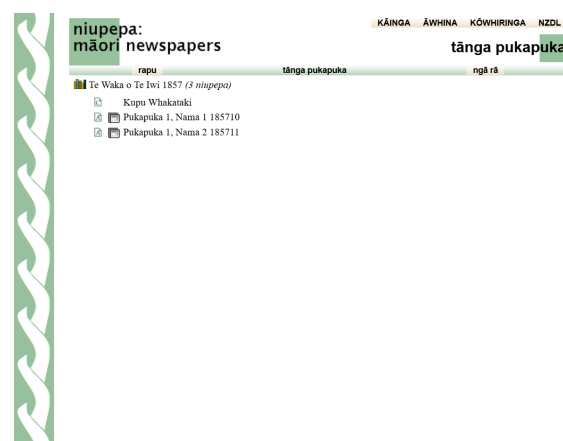 niupepa:
māori newspapers
KĀINGA ĀWHINA KŌWHIRINGA NZDL
tānga pukapuka
rapu tānga pukapuka ngā rā
Te Waka o Te Iwi 1857 (3 niupepa)
Kupu Whakataki
Pukapuka 1, Nama 1 185710
Pukapuka 1, Nama 2 185711